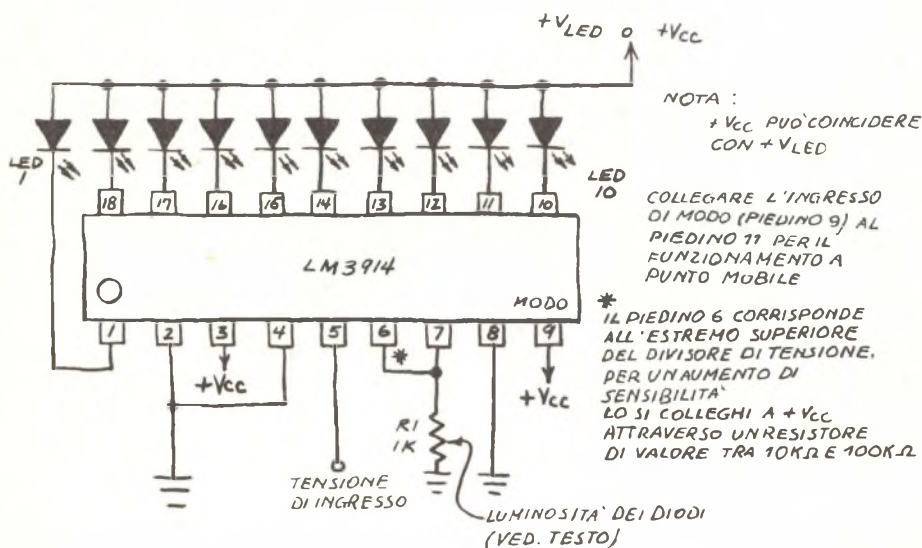 +VLED
+Vcc
NOTA :
+Vcc PUÒ COINCIDERE
CON +VLED
LED
1
LED
10
18 17 16 15 14 13 12 11 10
COLLEGARE L'INGRESSO
DI MODO (PIEDINO 9) AL
PIEDINO 11 PER IL
FUNZIONAMENTO A
PUNTO MOBILE
LM3914
MODO
1 2 3 4 5 6 7 8 9
*
IL PIEDINO 6 CORRISPONDE
ALL'ESTREMO SUPERIORE
DEL DIVISORE DI TENSIONE.
PER UN AUMENTO DI
SENSIBILITÀ
LO SI COLLEGHI A +Vcc
ATTRAVERSO UN RESISTORE
DI VALORE TRA 10KΩ E 100KΩ
+Vcc
*
+Vcc
R1
1K
TENSIONE
DI INGRESSO
LUMINOSITÀ DEI DIODI
(VED. TESTO)